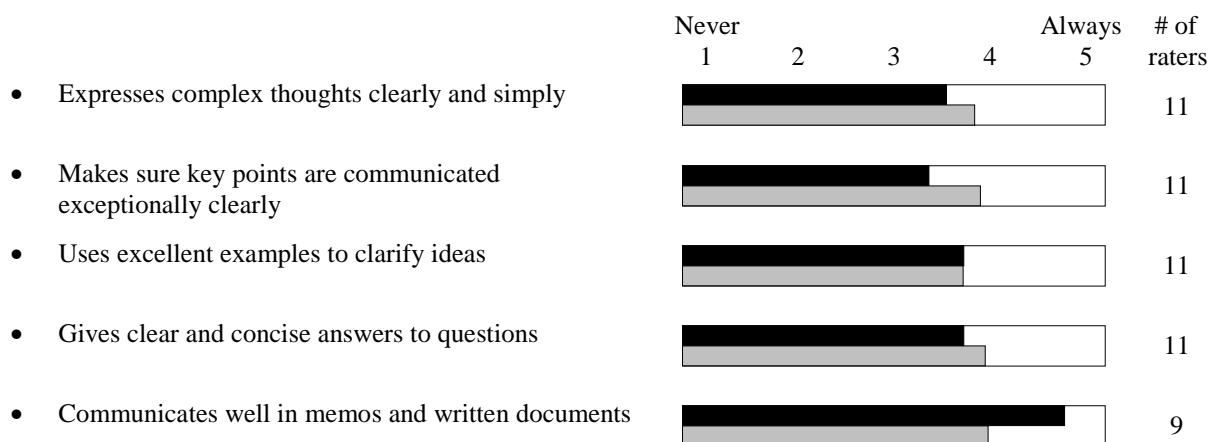 Never Always # of
1 2 3 4 5 raters
• Expresses complex thoughts clearly and simply 11
• Makes sure key points are communicated
exceptionally clearly 11
• Uses excellent examples to clarify ideas 11
• Gives clear and concise answers to questions 11
• Communicates well in memos and written documents 9